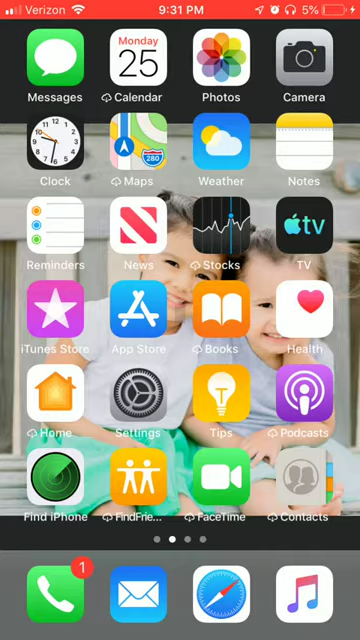 Verizon 9:31 PM 5%
Monday
25
Messages Calendar Photos Camera
280
Clock Maps Weather Notes
tv
Reminders News Stocks TV
iTunes Store App Store Books Health
Home Settings Tips Podcasts
Find iPhone FindFrie... FaceTime Contacts
1